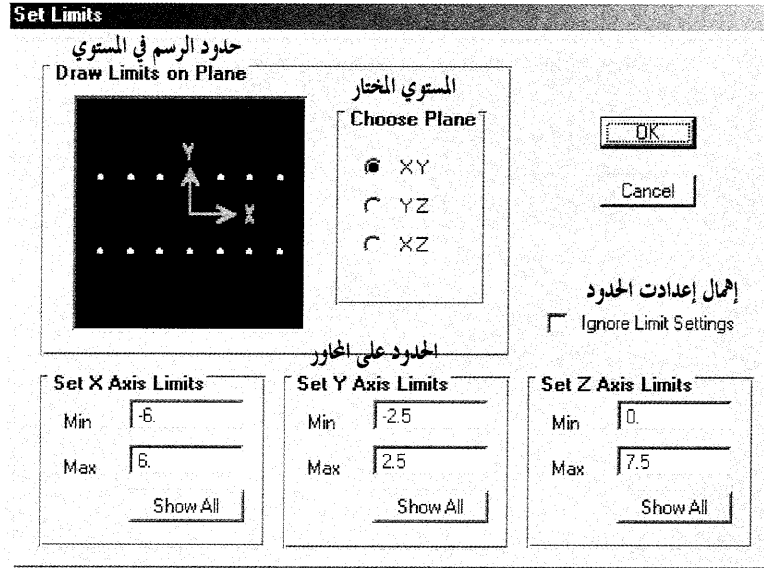 Set Limits
حدود الرسم في المستوي
Draw Limits on Plane
المستوي المختار
Choose Plane
Y
X
XY
YZ
XZ
OK
Cancel
إهمال إعدادت الحدود
Ignore Limit Settings
الحدود على المحاور
Set X Axis Limits
Min -6.
Max 6.
Show All
Set Y Axis Limits
Min -2.5
Max 2.5
Show All
Set Z Axis Limits
Min 0.
Max 7.5
Show All